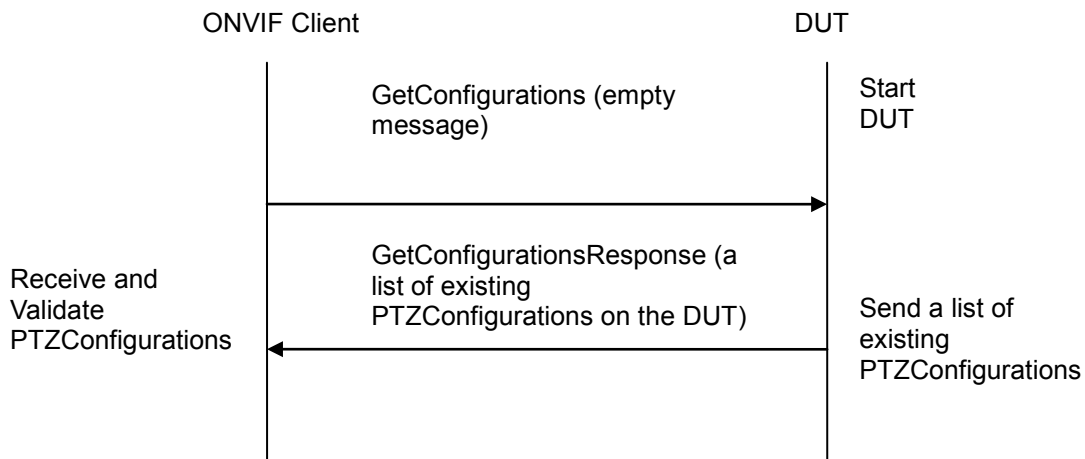 ONVIF Client
DUT
GetConfigurations (empty
message)
Start
DUT
GetConfigurationsResponse (a
list of existing
PTZConfigurations on the DUT)
Receive and
Validate
PTZConfigurations
Send a list of
existing
PTZConfigurations